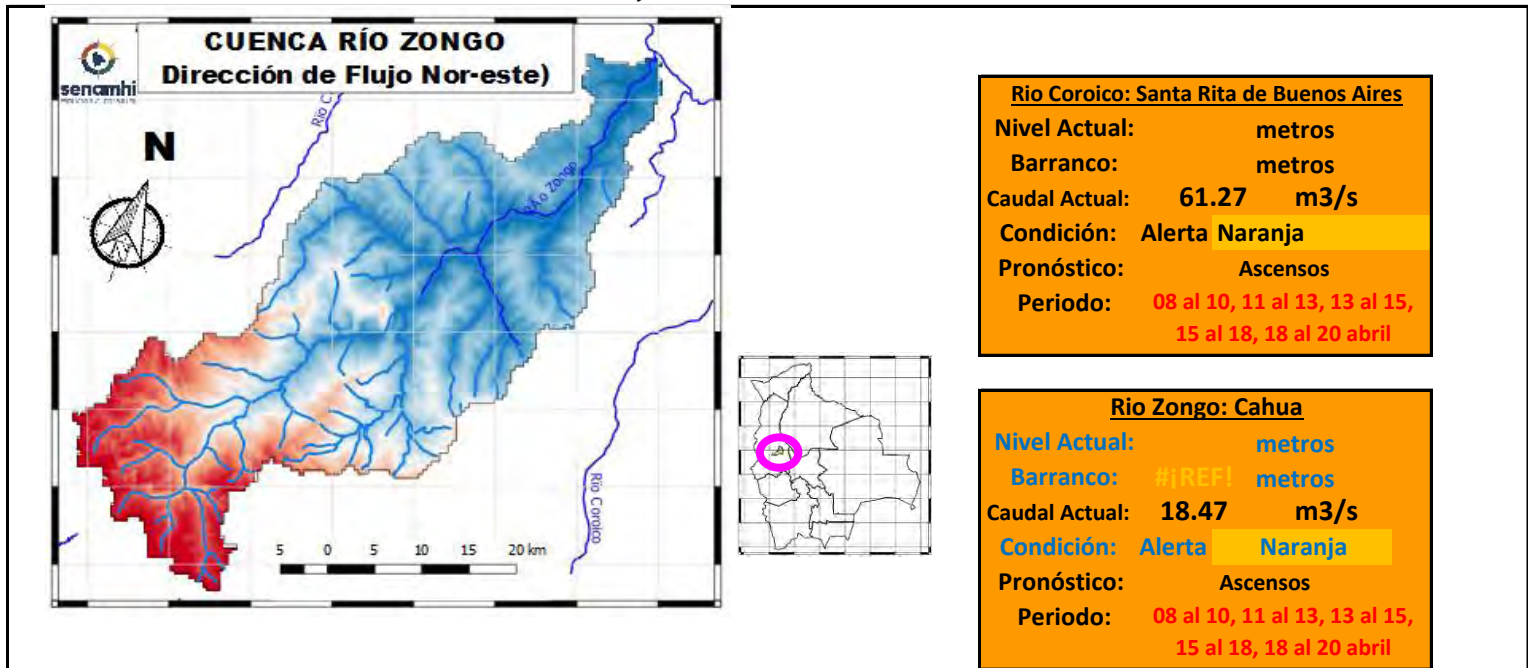 CUENCA RÍO ZONGO
Dirección de Flujo Nor-este)
senamhi
Río C
N
RÃ­o Zongo
Río Coroico
5 0 5 10 15 20 km
Rio Coroico: Santa Rita de Buenos Aires
Nivel Actual: metros
Barranco: metros
Caudal Actual: 61.27 m3/s
Condición: Alerta Naranja
Pronóstico: Ascensos
Periodo: 08 al 10, 11 al 13, 13 al 15,
15 al 18, 18 al 20 abril
Rio Zongo: Cahua
Nivel Actual: metros
Barranco: #¡REF! metros
Caudal Actual: 18.47 m3/s
Condición: Alerta Naranja
Pronóstico: Ascensos
Periodo: 08 al 10, 11 al 13, 13 al 15,
15 al 18, 18 al 20 abril